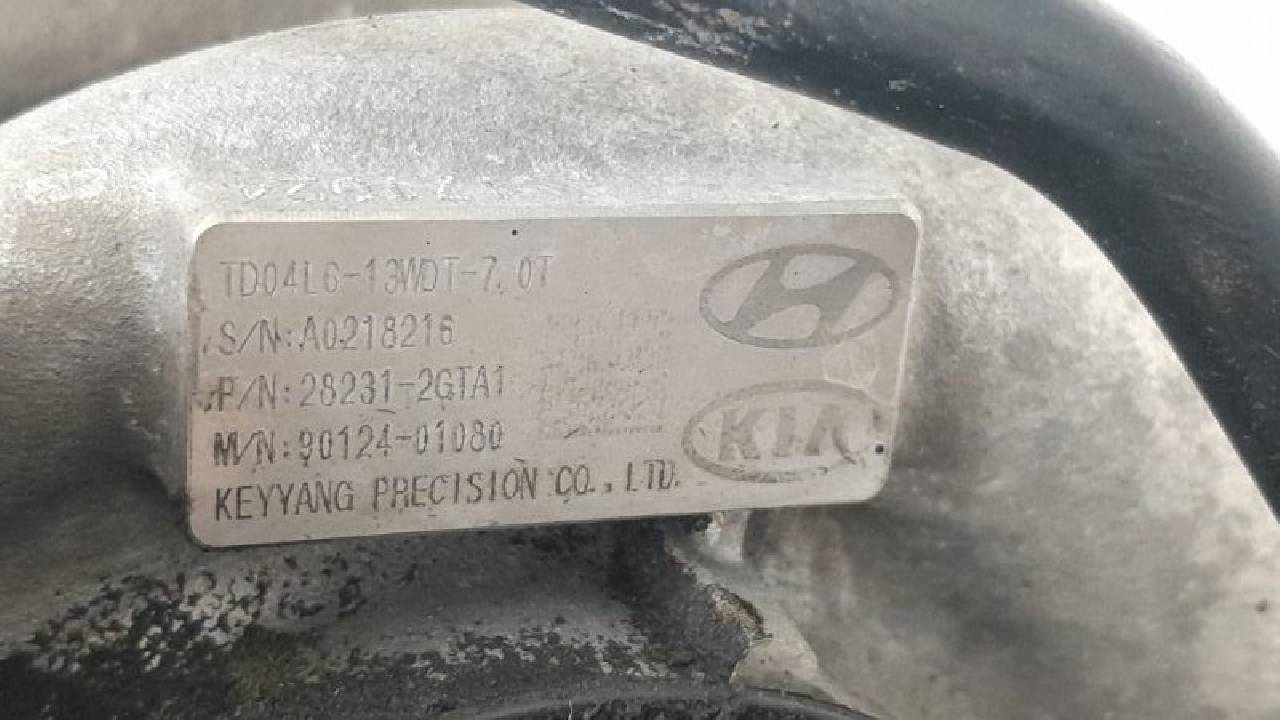 TD04L6-13WDT-7.0T
S/N:A0218216
P/N:28231-2GTA1
M/N:90124-01080
KEYYANG PRECISION CO., LTD.
KIA